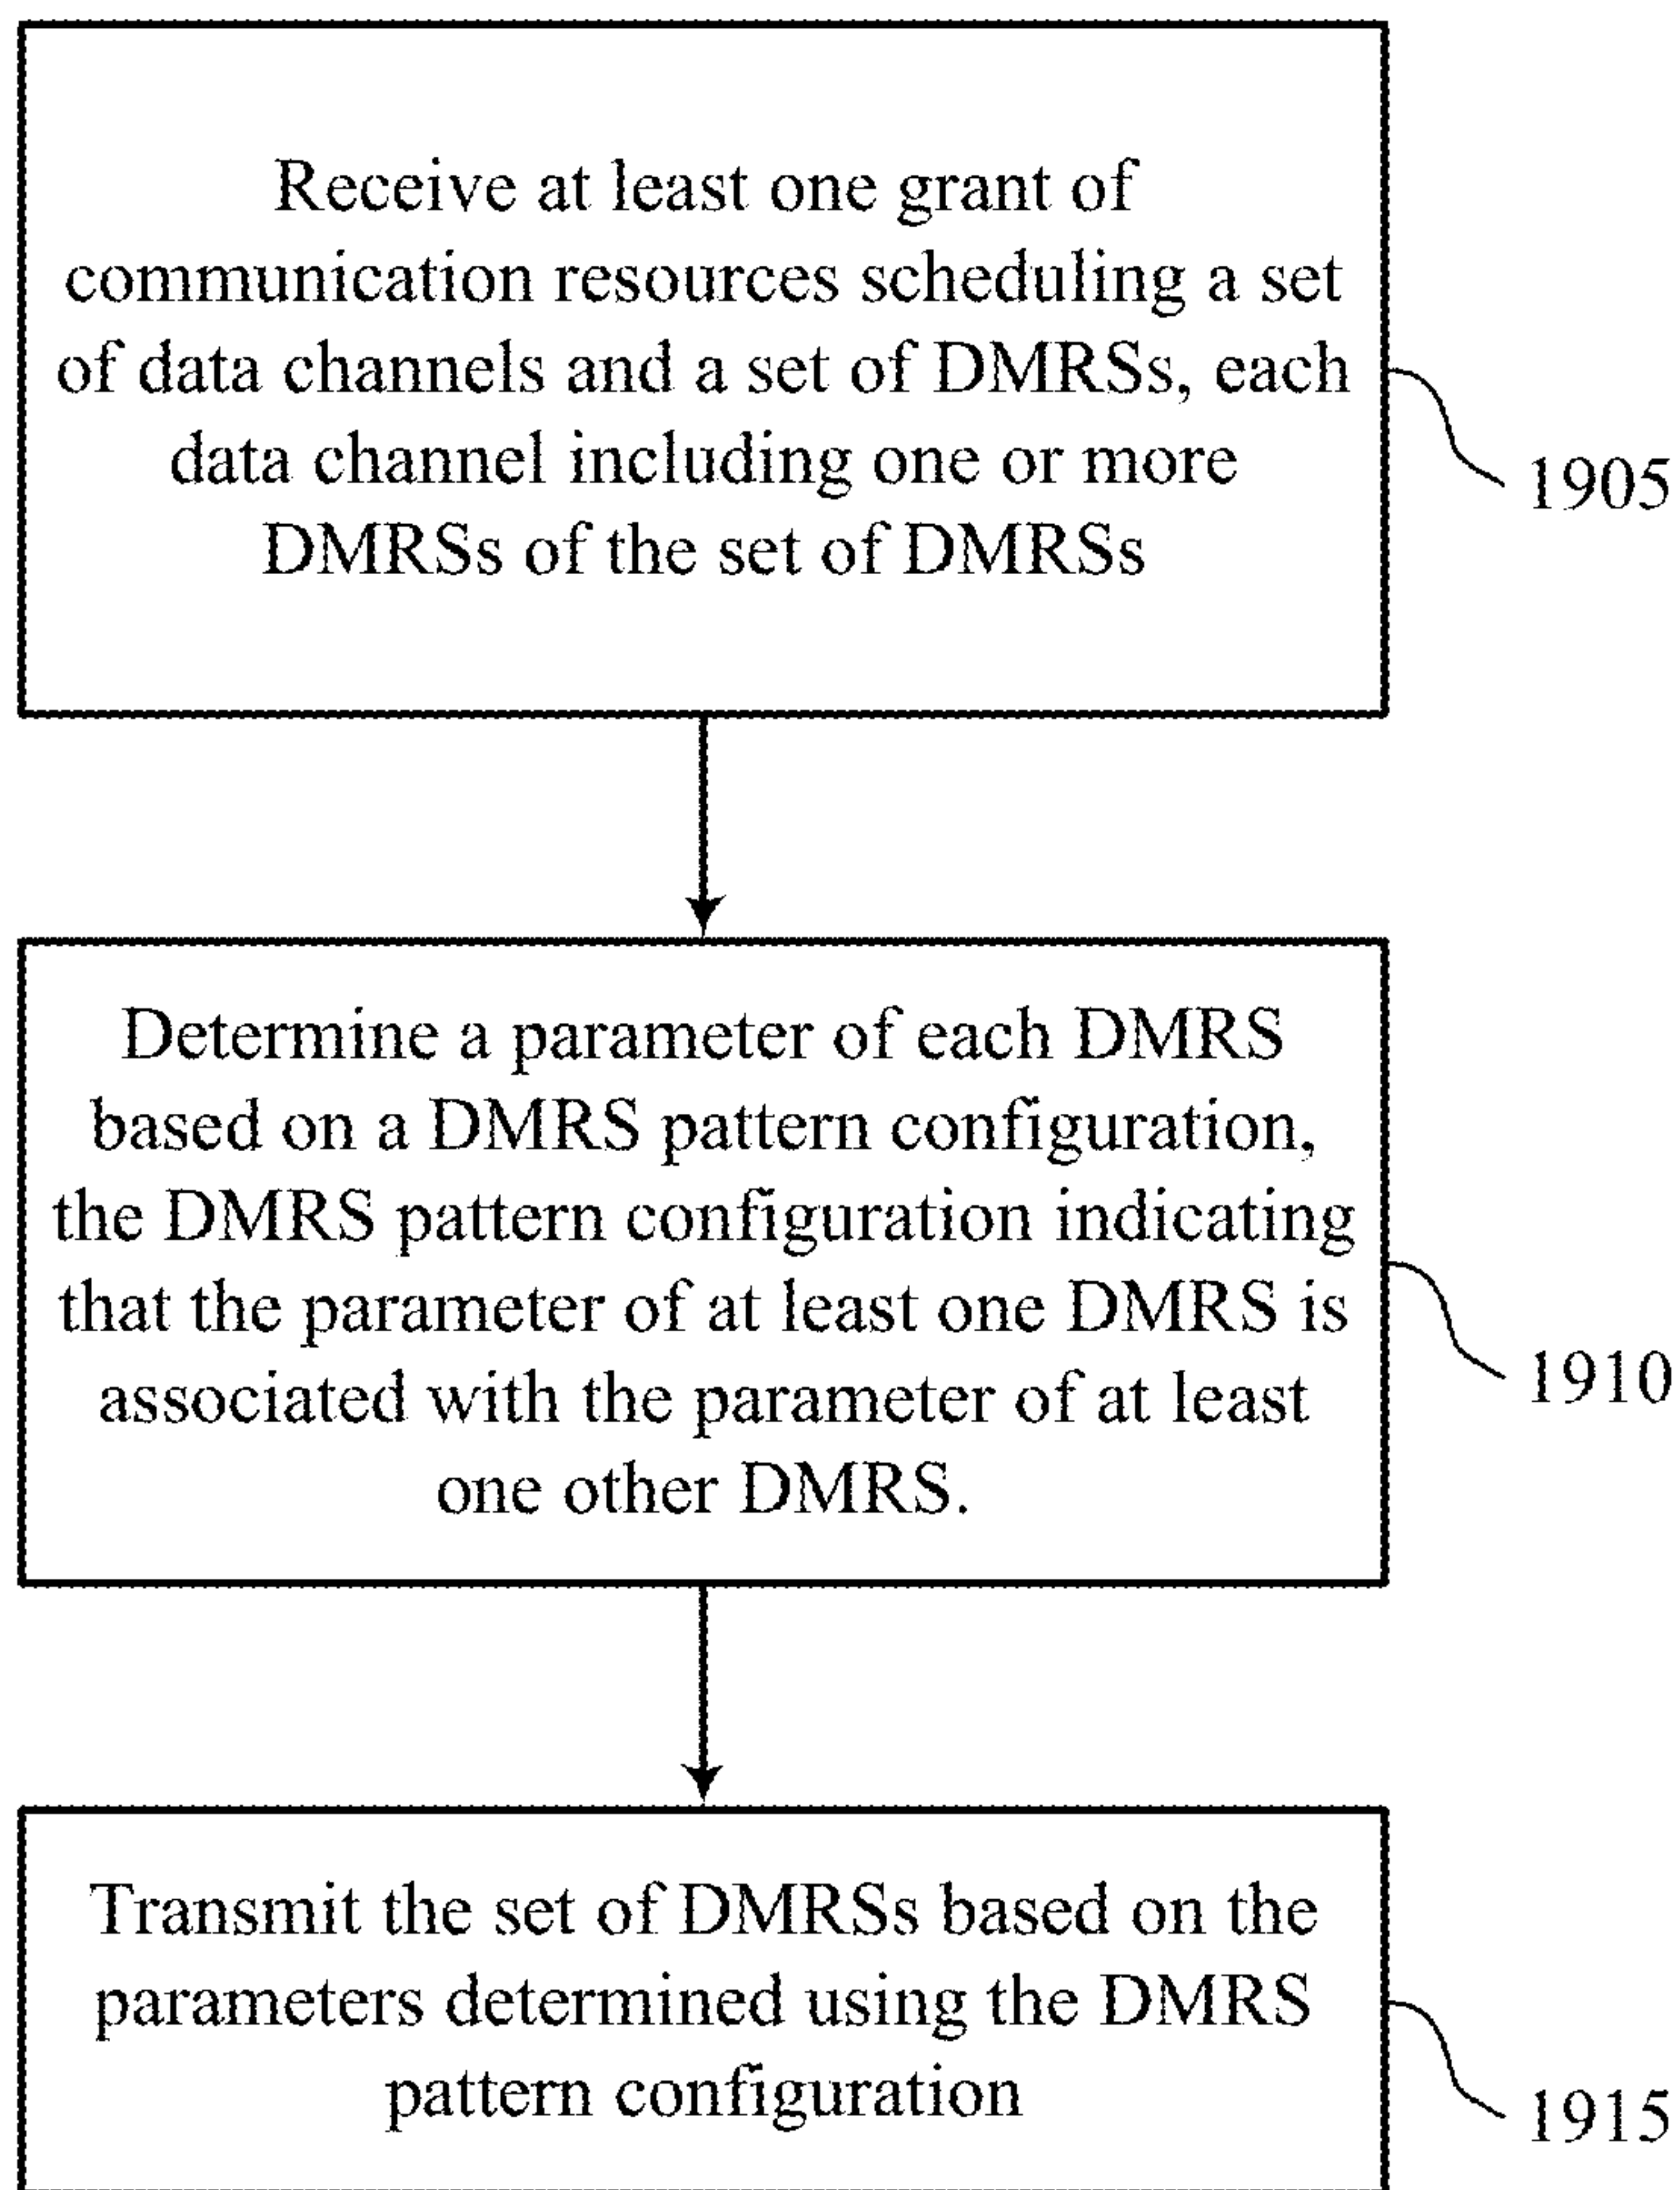 Receive at least one grant of
communication resources scheduling a set
of data channels and a set of DMRSs, each
data channel including one or more
DMRSs of the set of DMRSs
1905
Determine a parameter of each DMRS
based on a DMRS pattern configuration,
the DMRS pattern configuration indicating
that the parameter of at least one DMRS is
associated with the parameter of at least
one other DMRS.
1910
Transmit the set of DMRSs based on the
parameters determined using the DMRS
pattern configuration
1915